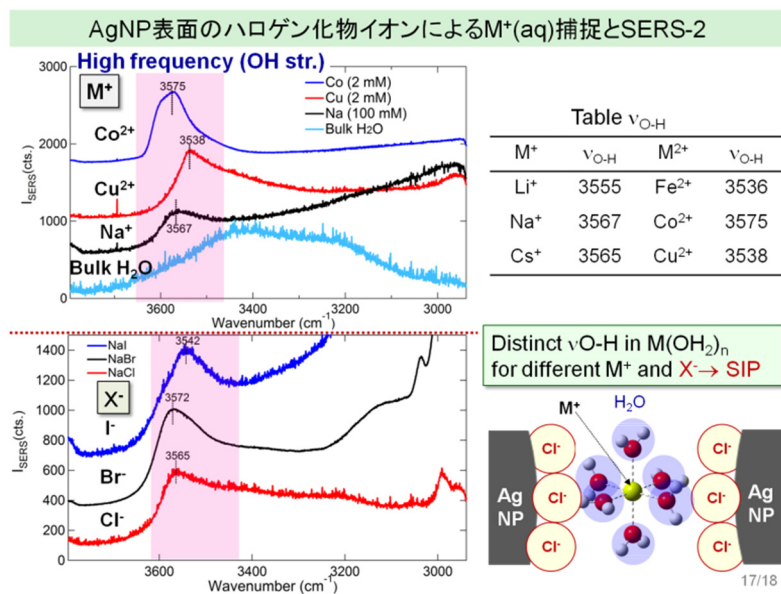 AgNP表面のハロゲン化物イオンによるM⁺(aq)捕捉とSERS-2
High frequency (OH str.)
3000
2000
1000
0
I_SERS(cts.)
M⁺
3575
Co (2 mM)
Cu (2 mM)
Na (100 mM)
Bulk H₂O
Co²⁺
3538
Cu²⁺
Na⁺
3567
Bulk H₂O
3600 3400 3200 3000
Wavenumber (cm⁻¹)
Table ν_O-H
M⁺ ν_O-H M²⁺ ν_O-H
Li⁺ 3555 Fe²⁺ 3536
Na⁺ 3567 Co²⁺ 3575
Cs⁺ 3565 Cu²⁺ 3538
1400
1200
1000
800
600
400
200
0
I_SERS(cts.)
NaI
NaBr
NaCl
3542
X⁻
I⁻
3572
Br⁻
3565
Cl⁻
3600 3400 3200 3000
Wavenumber (cm⁻¹)
Distinct νO-H in M(OH₂)ₙ
for different M⁺ and X⁻→ SIP
H₂O
M⁺
Cl⁻ Cl⁻
Ag NP Cl⁻ Cl⁻ Ag NP
Cl⁻ Cl⁻
17/18